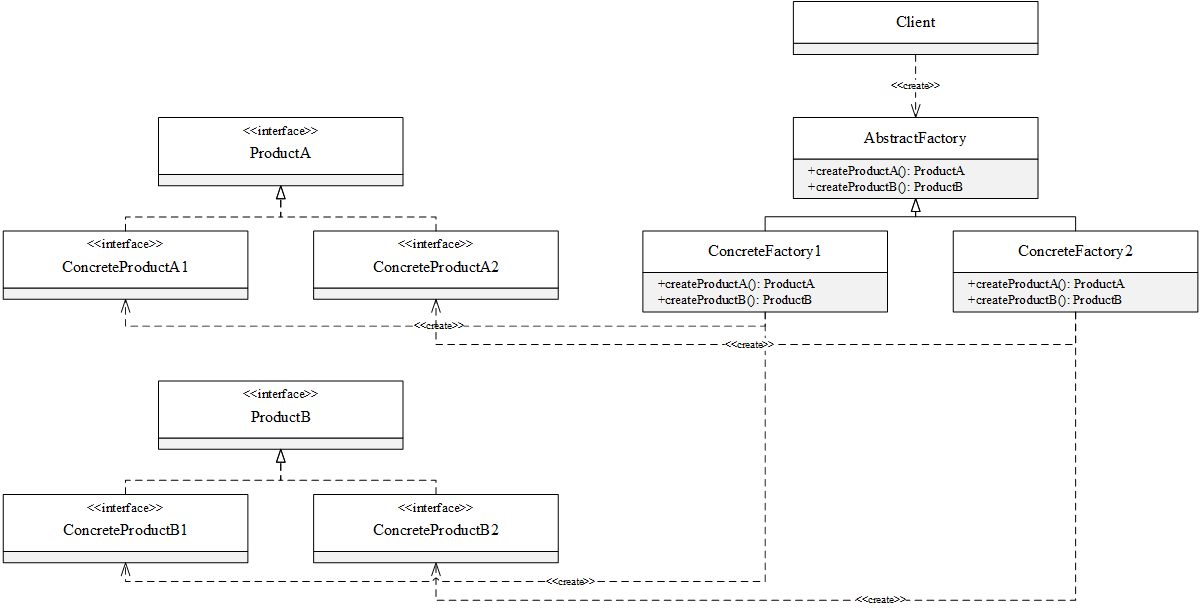 Client
<<create>>
<<interface>>
ProductA
AbstractFactory
+createProductA(): ProductA
+createProductB(): ProductB
<<interface>>
ConcreteProductA1
<<interface>>
ConcreteProductA2
ConcreteFactory1
+createProductA(): ProductA
+createProductB(): ProductB
ConcreteFactory2
+createProductA(): ProductA
+createProductB(): ProductB
<<create>>
<<create>>
<<interface>>
ProductB
<<interface>>
ConcreteProductB1
<<interface>>
ConcreteProductB2
<<create>>
<<create>>